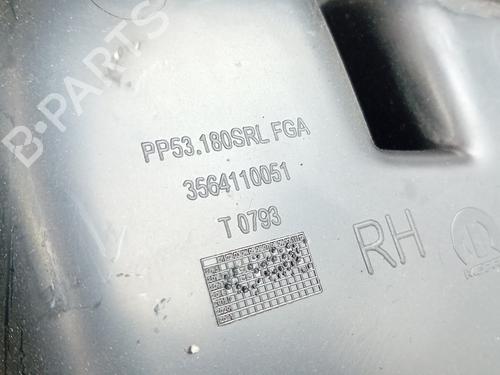 B-PARTS
PP53.180SRL FGA
3564110051
T 0793
RH